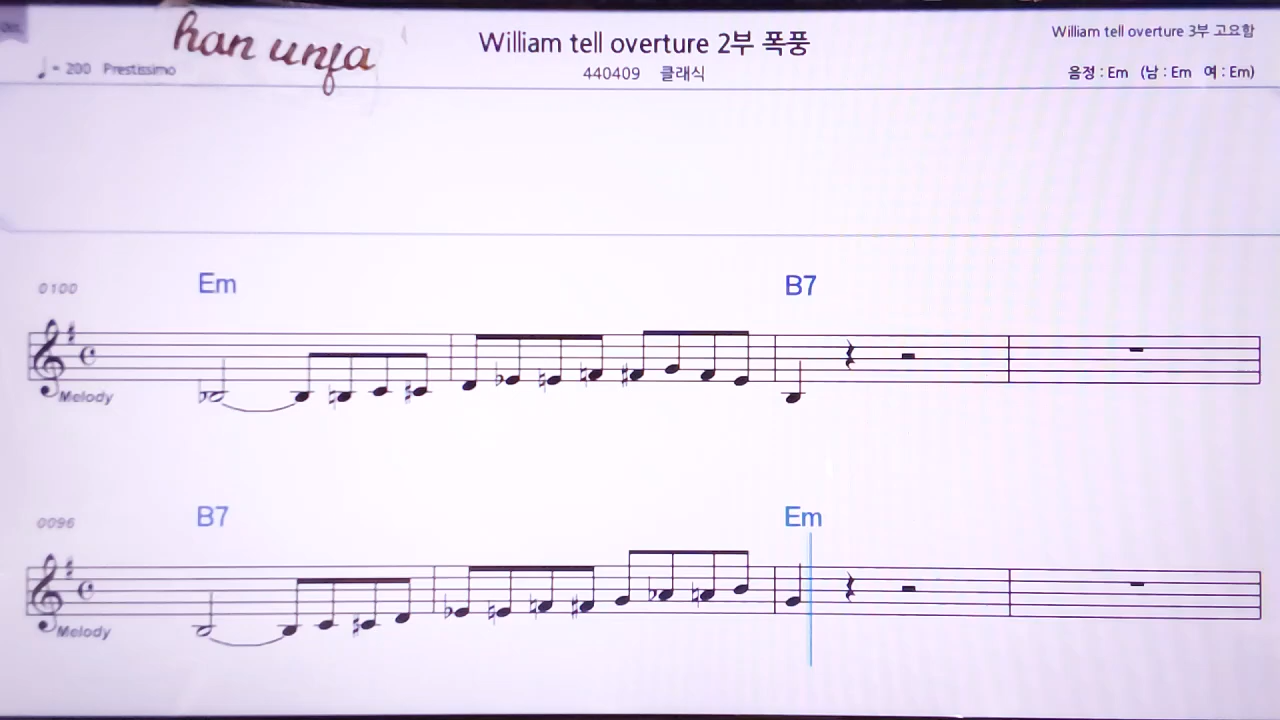 han unja
William tell overture 2부 폭풍
William tell overture 3부 고요함
♩ = 200 Prestissimo
440409 클래식
음정 : Em (남 : Em 여 : Em)
0100 Em B7
Melody
0096 B7 Em
Melody